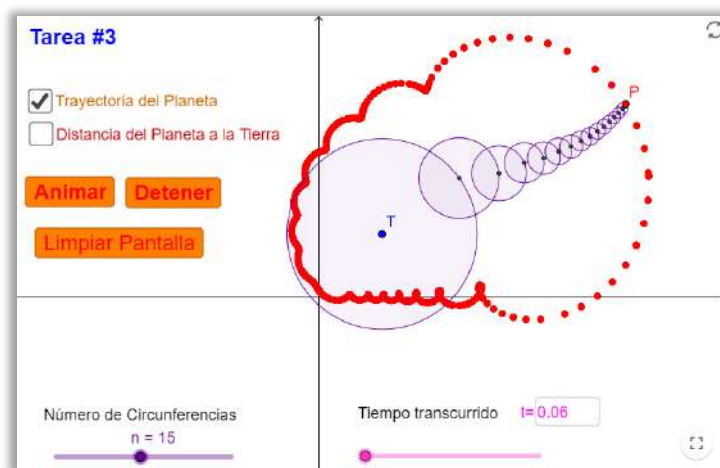 Tarea #3
Trayectoria del Planeta
Distancia del Planeta a la Tierra
Animar Detener
Limpiar Pantalla
P
T
Número de Circunferencias
n = 15
Tiempo transcurrido t= 0.06